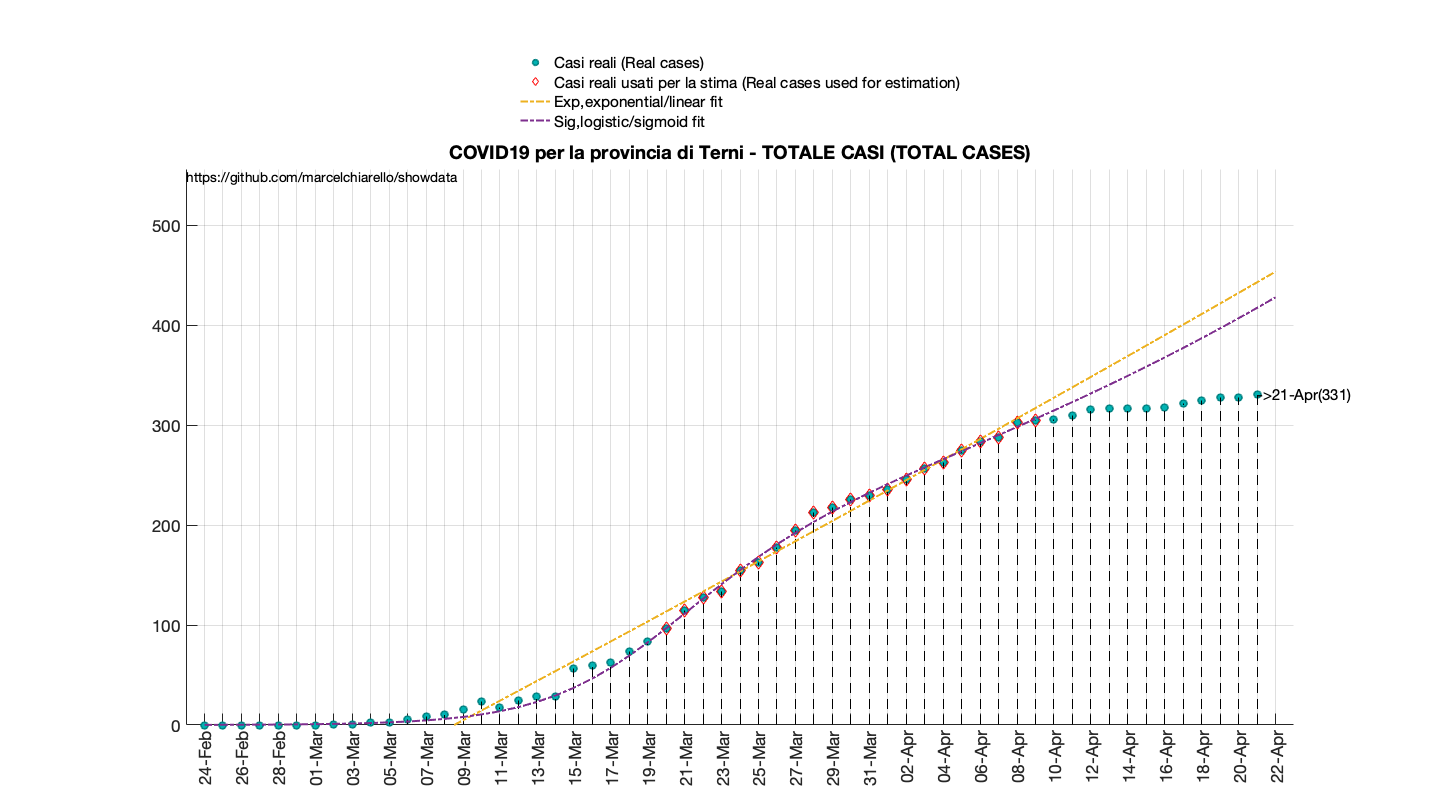 Casi reali (Real cases)
Casi reali usati per la stima (Real cases used for estimation)
Exp,exponential/linear fit
Sig,logistic/sigmoid fit
COVID19 per la provincia di Terni - TOTALE CASI (TOTAL CASES)
https://github.com/marcelchiarello/showdata
500
400
300
200
100
0
>21-Apr(331)
24-Feb
26-Feb
28-Feb
01-Mar
03-Mar
05-Mar
07-Mar
09-Mar
11-Mar
13-Mar
15-Mar
17-Mar
19-Mar
21-Mar
23-Mar
25-Mar
27-Mar
29-Mar
31-Mar
02-Apr
04-Apr
06-Apr
08-Apr
10-Apr
12-Apr
14-Apr
16-Apr
18-Apr
20-Apr
22-Apr